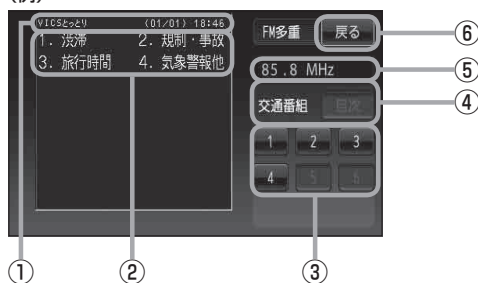 VICSとっとり (01/01) 18:46
1. 渋滞 2. 規制・事故
3. 旅行時間 4. 気象警報他
FM多重 戻る
85.8 MHz
交通番組 目次
1 2 3
4 5 6
① ② ③ ④ ⑤ ⑥